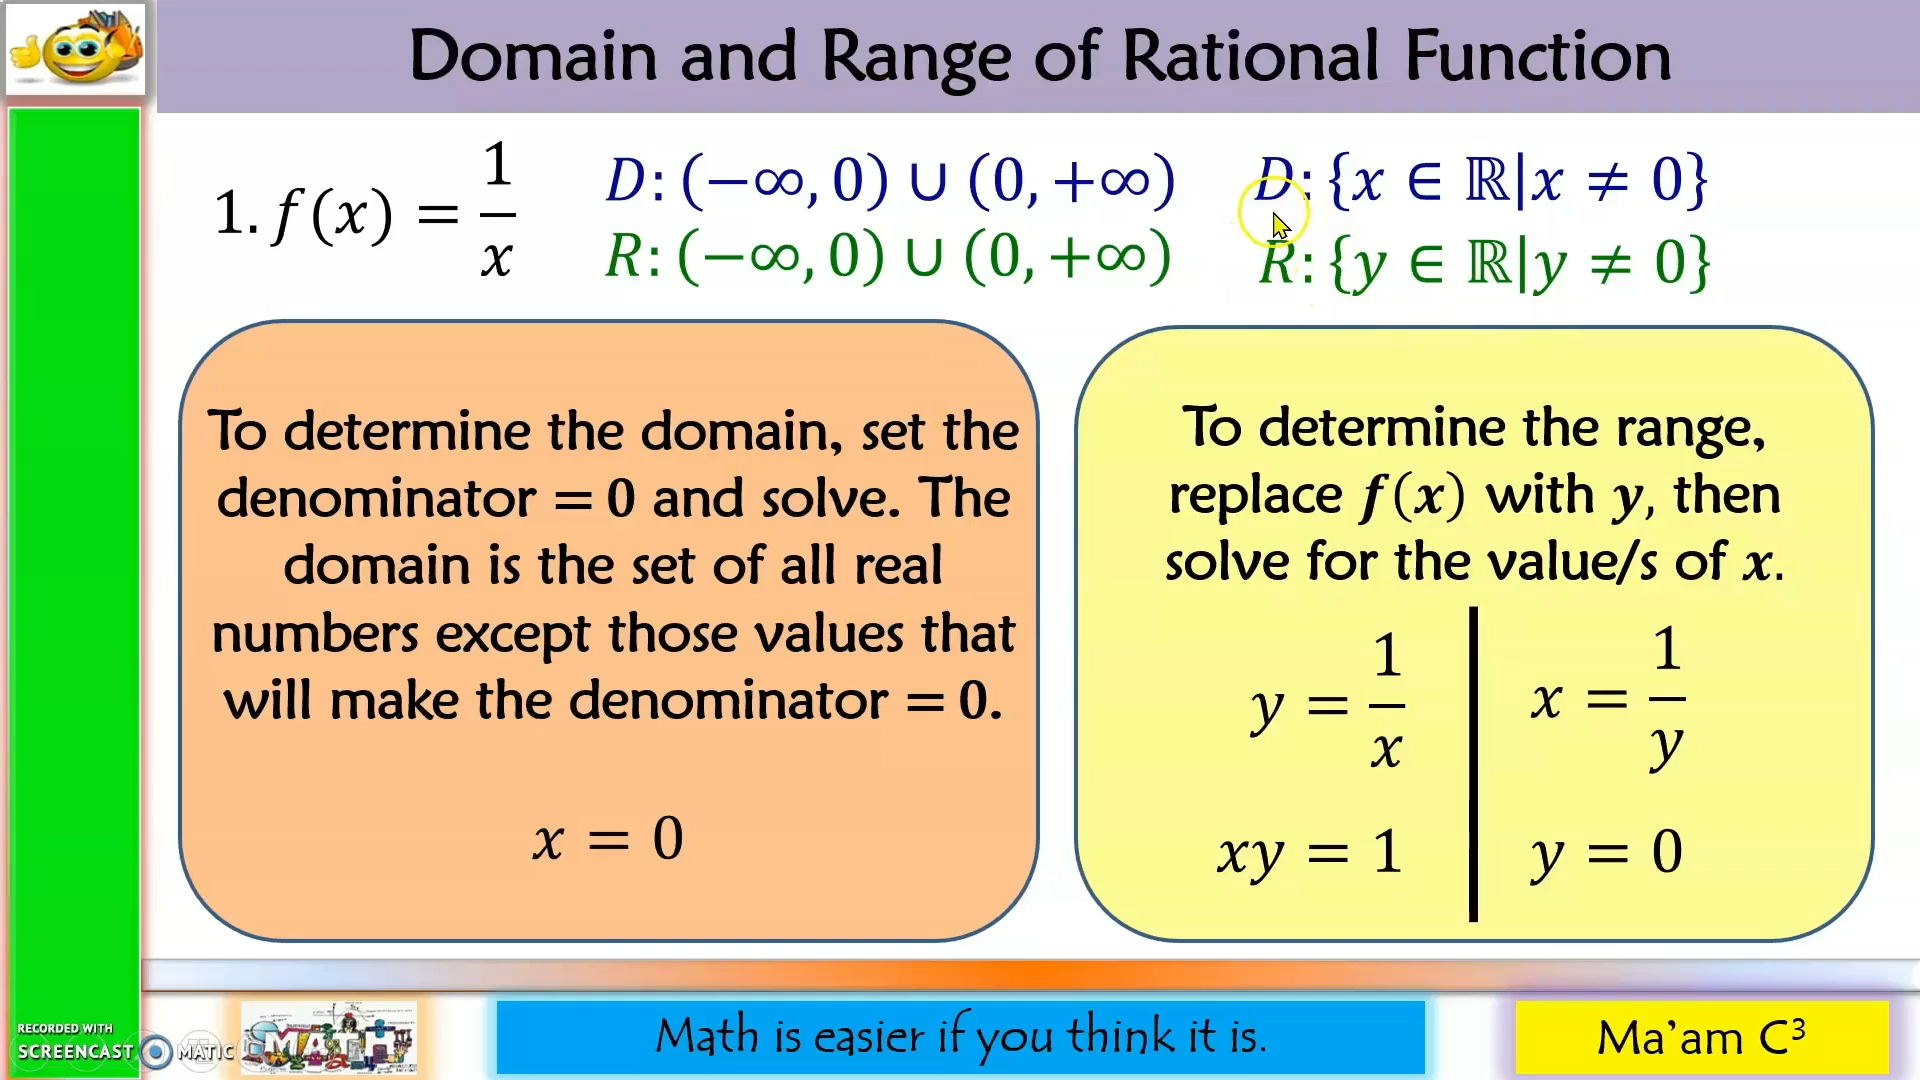 Domain and Range of Rational Function
1. f(x) = 1/x
D: (−∞, 0) ∪ (0, +∞)
D: {x ∈ ℝ|x ≠ 0}
R: (−∞, 0) ∪ (0, +∞)
R: {y ∈ ℝ|y ≠ 0}
To determine the domain, set the
denominator = 0 and solve. The
domain is the set of all real
numbers except those values that
will make the denominator = 0.
x = 0
To determine the range,
replace f(x) with y, then
solve for the value/s of x.
y = 1/x
xy = 1
x = 1/y
y = 0
RECORDED WITH
SCREENCAST MATIC
MATH
Math is easier if you think it is.
Ma’am C³